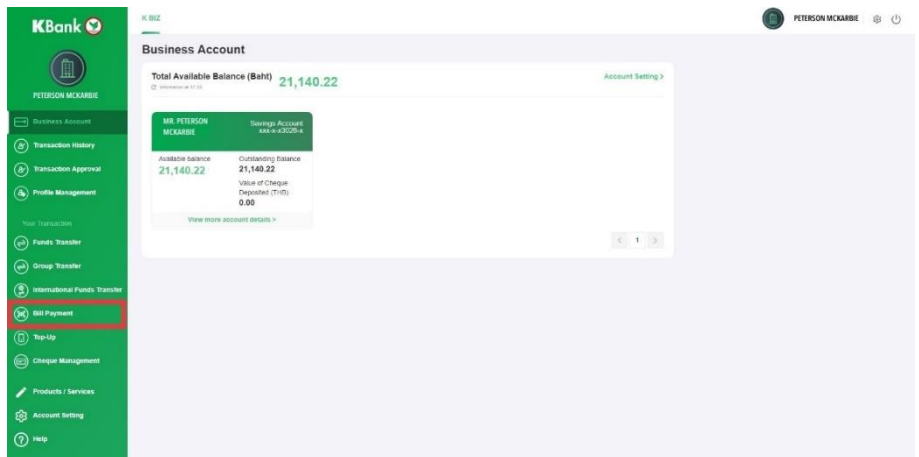 KBank
PETERSON MCKARBIE
Business Account
Transaction History
Transaction Approval
Profile Management
Your Transaction
Funds Transfer
Group Transfer
International Funds Transfer
Bill Payment
Top-Up
Cheque Management
Products / Services
Account Setting
Help
K BIZ
PETERSON MCKARBIE
Business Account
Total Available Balance (Baht) 21,140.22
Account Setting >
MR. PETERSON
MCKARBIE
Savings Account
xxx-x-x3026-x
Available balance
21,140.22
Outstanding Balance
21,140.22
Value of Cheque
Deposited (THB)
0.00
View more account details >
< 1 >